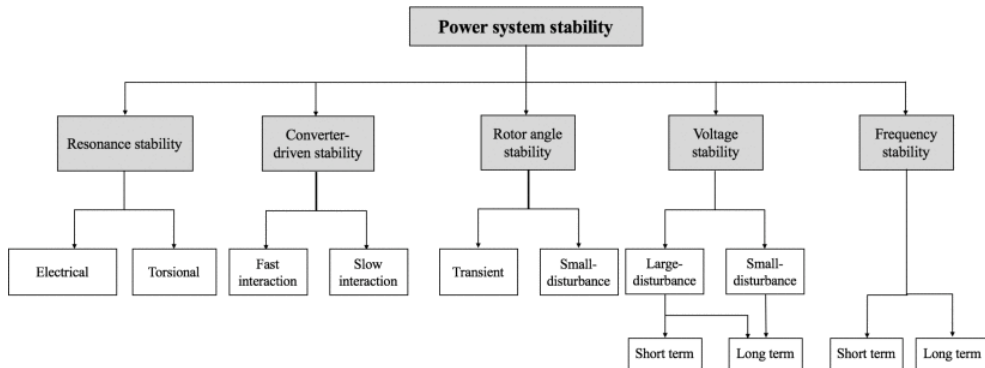 Power system stability
Resonance stability
Converter-
driven stability
Rotor angle
stability
Voltage
stability
Frequency
stability
Electrical
Torsional
Fast
interaction
Slow
interaction
Transient
Small-
disturbance
Large-
disturbance
Small-
disturbance
Short term
Long term
Short term
Long term